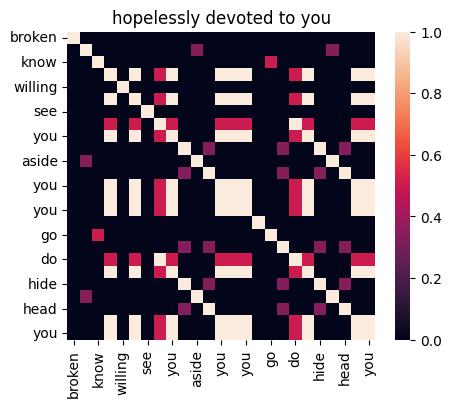 hopelessly devoted to you
broken
know
willing
see
you
aside
you
you
go
do
hide
head
you
1.0
0.8
0.6
0.4
0.2
0.0
broken know willing see you aside you you go do hide head you